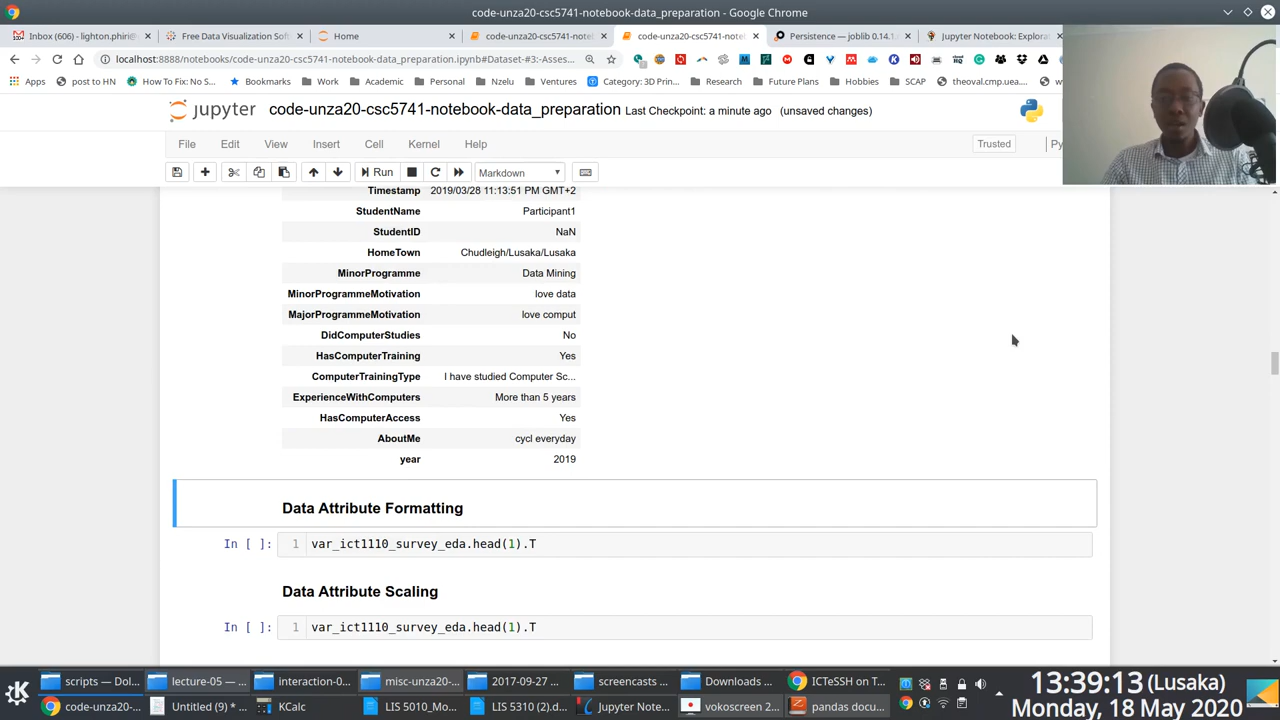 code-unza20-csc5741-notebook-data_preparation - Google Chrome
Inbox (606) - lighton.phiri@
Free Data Visualization Sof
Home
code-unza20-csc5741-notel
code-unza20-csc5741-notel
Persistence — joblib 0.14.1
Jupyter Notebook: Explora
localhost:8888/notebooks/code-unza20-csc5741-notebook-data_preparation.ipynb#Dataset-#3:-Asses...
Apps
post to HN
How To Fix: No Sig...
Bookmarks
Work
Academic
Personal
Nzelu
Ventures
Category: 3D Prin...
Research
Future Plans
Hobbies
SCAP
theoval.cmp.uea....
jupyter code-unza20-csc5741-notebook-data_preparation Last Checkpoint: a minute ago (unsaved changes)
File Edit View Insert Cell Kernel Help
Trusted
Run
Markdown
Timestamp 2019/03/28 11:13:51 PM GMT+2
StudentName Participant1
StudentID NaN
HomeTown Chudleigh/Lusaka/Lusaka
MinorProgramme Data Mining
MinorProgrammeMotivation love data
MajorProgrammeMotivation love comput
DidComputerStudies No
HasComputerTraining Yes
ComputerTrainingType I have studied Computer Sc...
ExperienceWithComputers More than 5 years
HasComputerAccess Yes
AboutMe cycl everyday
year 2019
Data Attribute Formatting
In [ ]: 1 var_ict1110_survey_eda.head(1).T
Data Attribute Scaling
In [ ]: 1 var_ict1110_survey_eda.head(1).T
scripts — Dol...
lecture-05 — ...
interaction-0...
misc-unza20-...
2017-09-27 ...
screencasts ...
Downloads ...
ICTeSSH on T...
code-unza20-...
Untitled (9) * ...
KCalc
LIS 5010_Mo...
LIS 5310 (2).d...
Jupyter Note...
vokoscreen 2...
pandas docu...
13:39:13 (Lusaka)
Monday, 18 May 2020